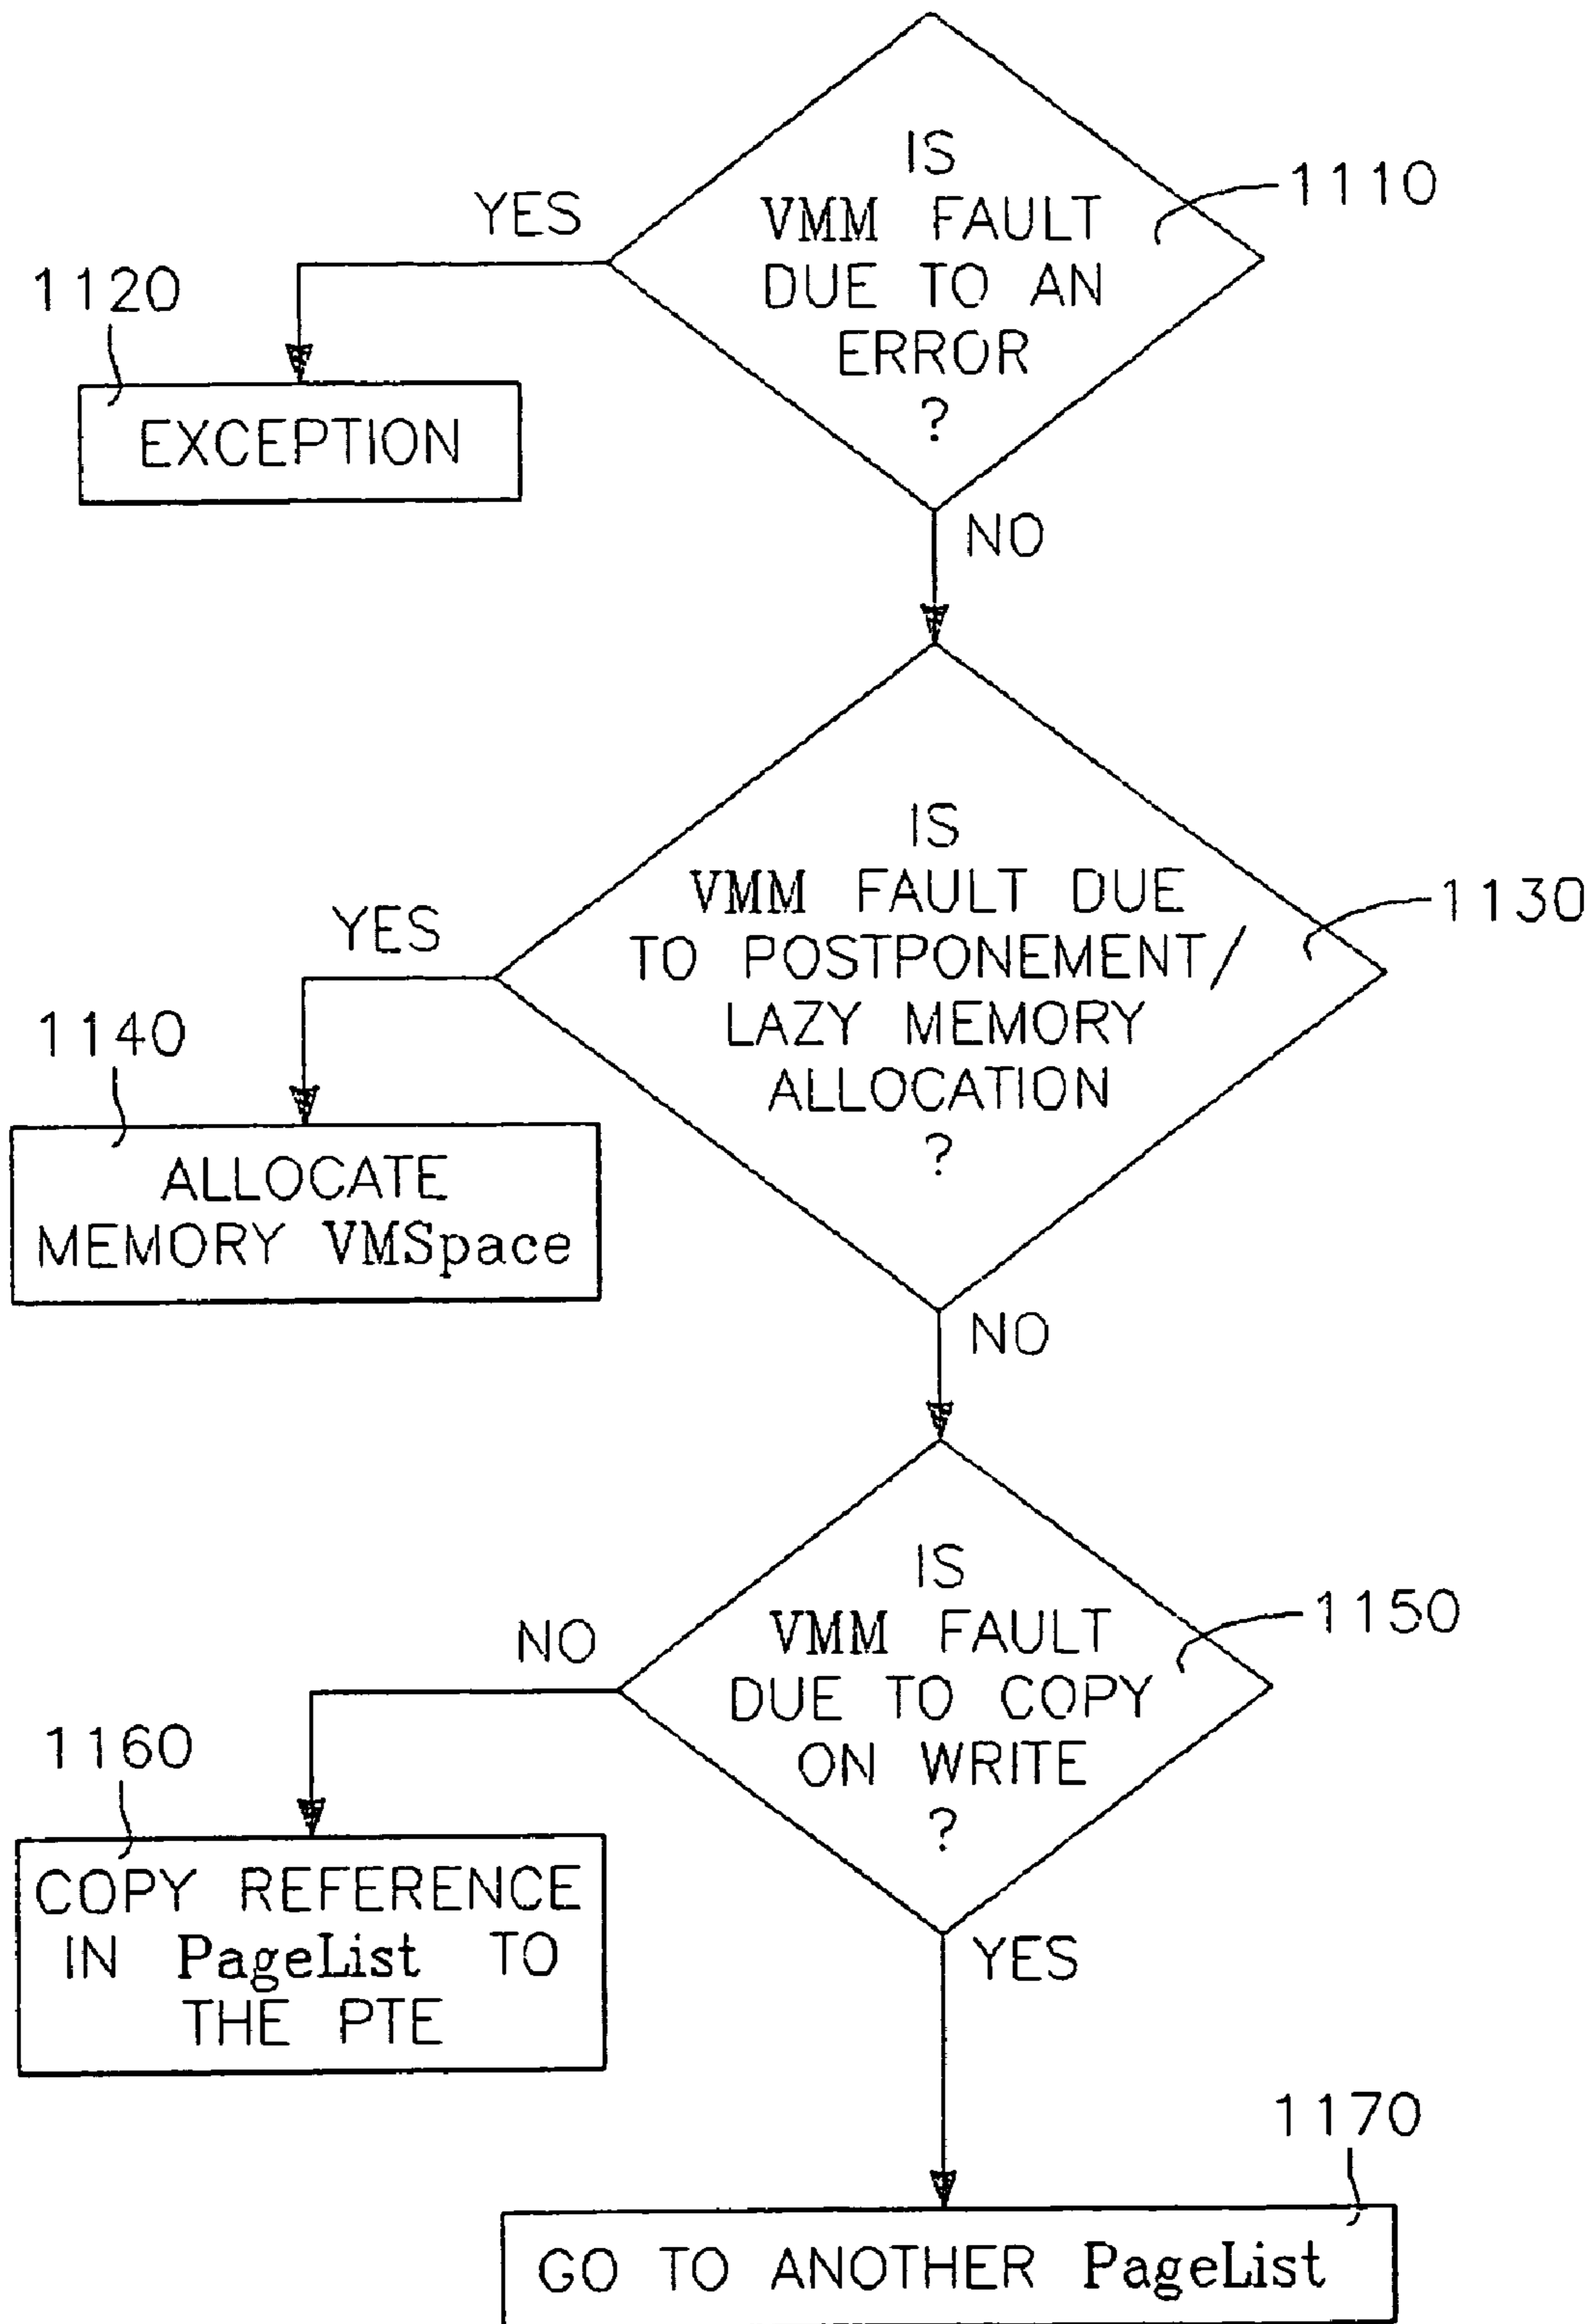 IS
VMM FAULT
DUE TO AN
ERROR
?
1110
YES
1120
EXCEPTION
NO
IS
VMM FAULT DUE
TO POSTPONEMENT/
LAZY MEMORY
ALLOCATION
?
1130
YES
1140
ALLOCATE
MEMORY VMSpace
NO
IS
VMM FAULT
DUE TO COPY
ON WRITE
?
1150
NO
1160
COPY REFERENCE
IN PageList TO
THE PTE
YES
1170
GO TO ANOTHER PageList